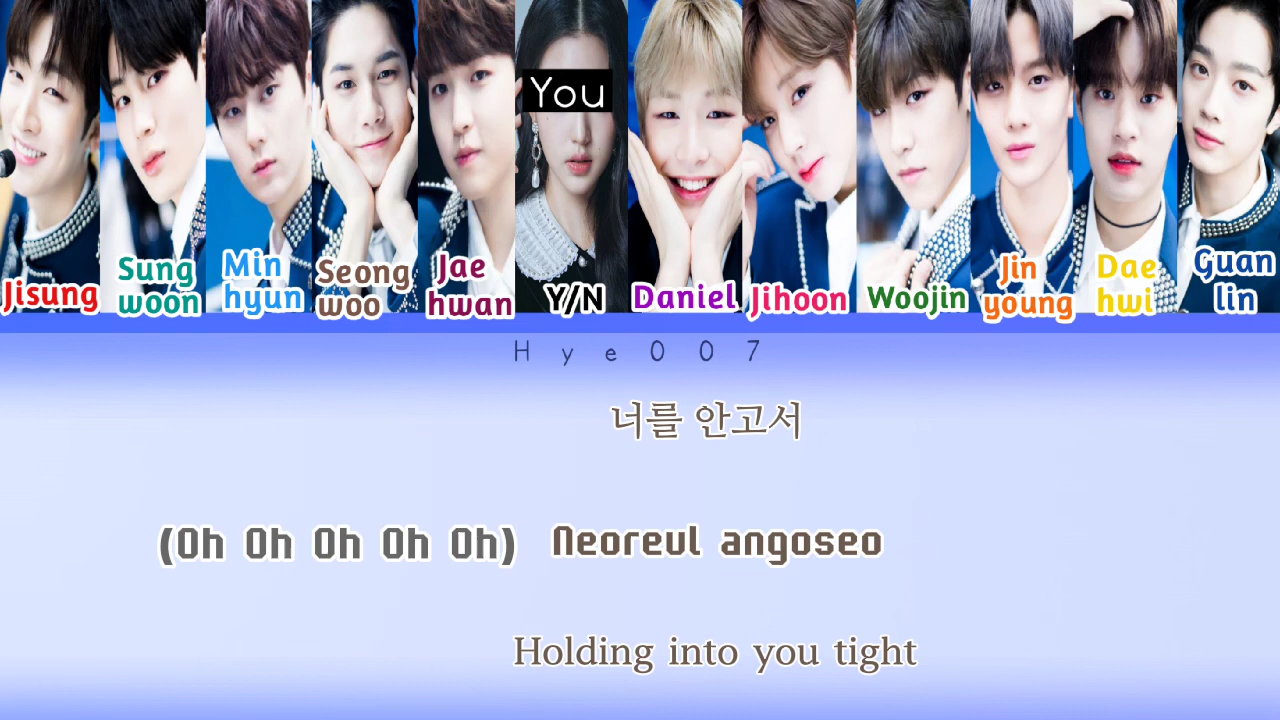 You
Jisung
Sung
woon
Min
hyun
Seong
woo
Jae
hwan
Y/N
Daniel
Jihoon
Woojin
Jin
young
Dae
hwi
Guan
lin
Hye007
너를 안고서
(Oh Oh Oh Oh Oh) Neoreul angoseo
Holding into you tight